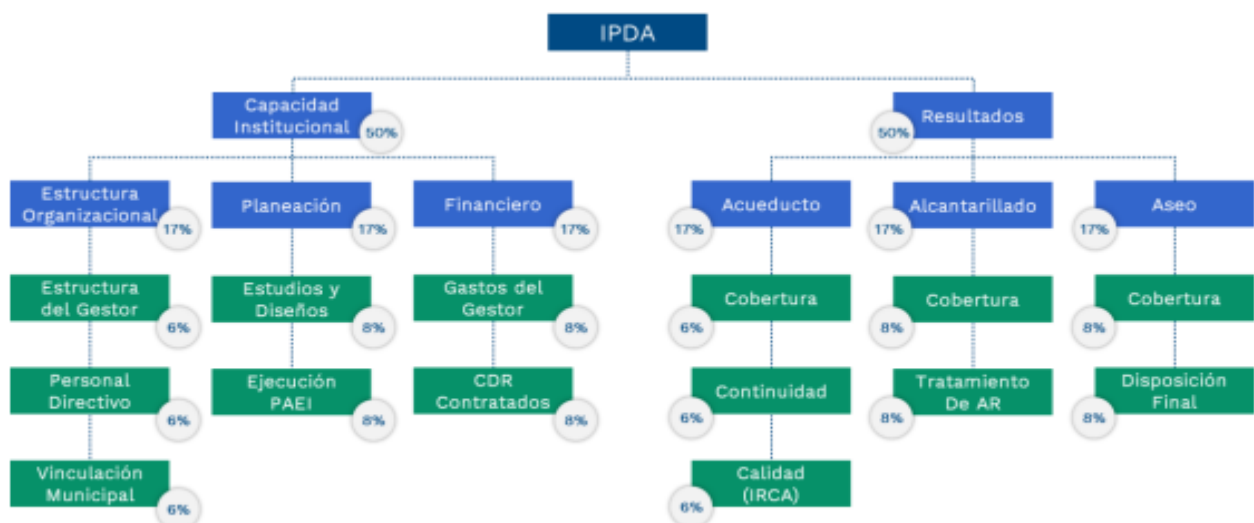 IPDA
Capacidad
Institucional
50%
Resultados
50%
Estructura
Organizacional
17%
Planeación
17%
Financiero
17%
Acueducto
17%
Alcantarillado
17%
Aseo
17%
Estructura
del Gestor
6%
Estudios y
Diseños
8%
Gastos del
Gestor
8%
Cobertura
6%
Cobertura
8%
Cobertura
8%
Personal
Directivo
6%
Ejecución
PAEI
8%
CDR
Contratados
8%
Continuidad
6%
Tratamiento
De AR
8%
Disposición
Final
8%
Vinculación
Municipal
6%
Calidad
(IRCA)
6%